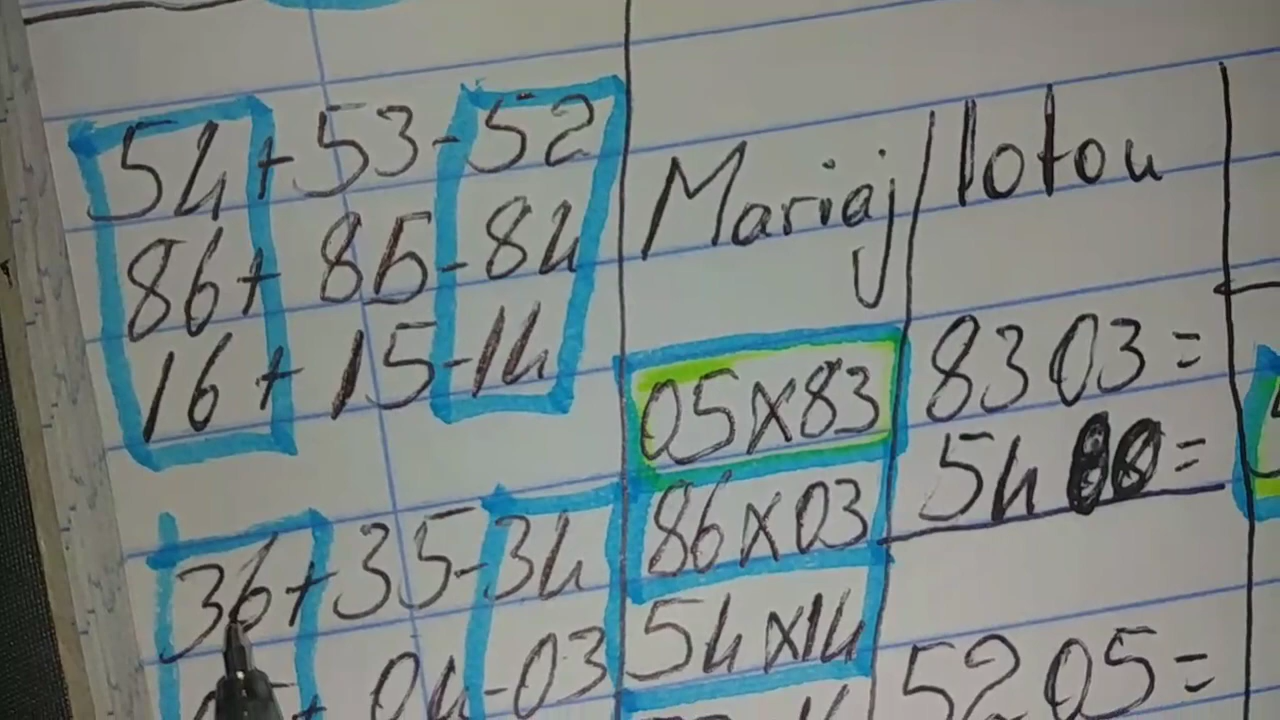 54 + 53 - 52
86 + 85 - 84
16 + 15 - 14
36 + 35 - 34
04 - 03
Mariaj / lotou
05X83
86X03
54X14
8303 =
54 88 =
5205 =